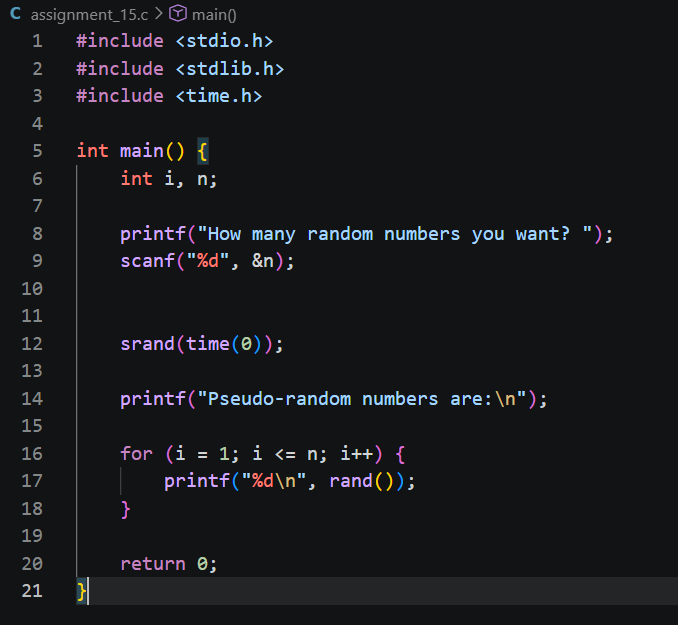 C assignment_15.c > main()
1 #include <stdio.h>
2 #include <stdlib.h>
3 #include <time.h>
4
5 int main() {
6     int i, n;
7
8     printf("How many random numbers you want? ");
9     scanf("%d", &n);
10
11
12     srand(time(0));
13
14     printf("Pseudo-random numbers are:\n");
15
16     for (i = 1; i <= n; i++) {
17         printf("%d\n", rand());
18     }
19
20     return 0;
21 }